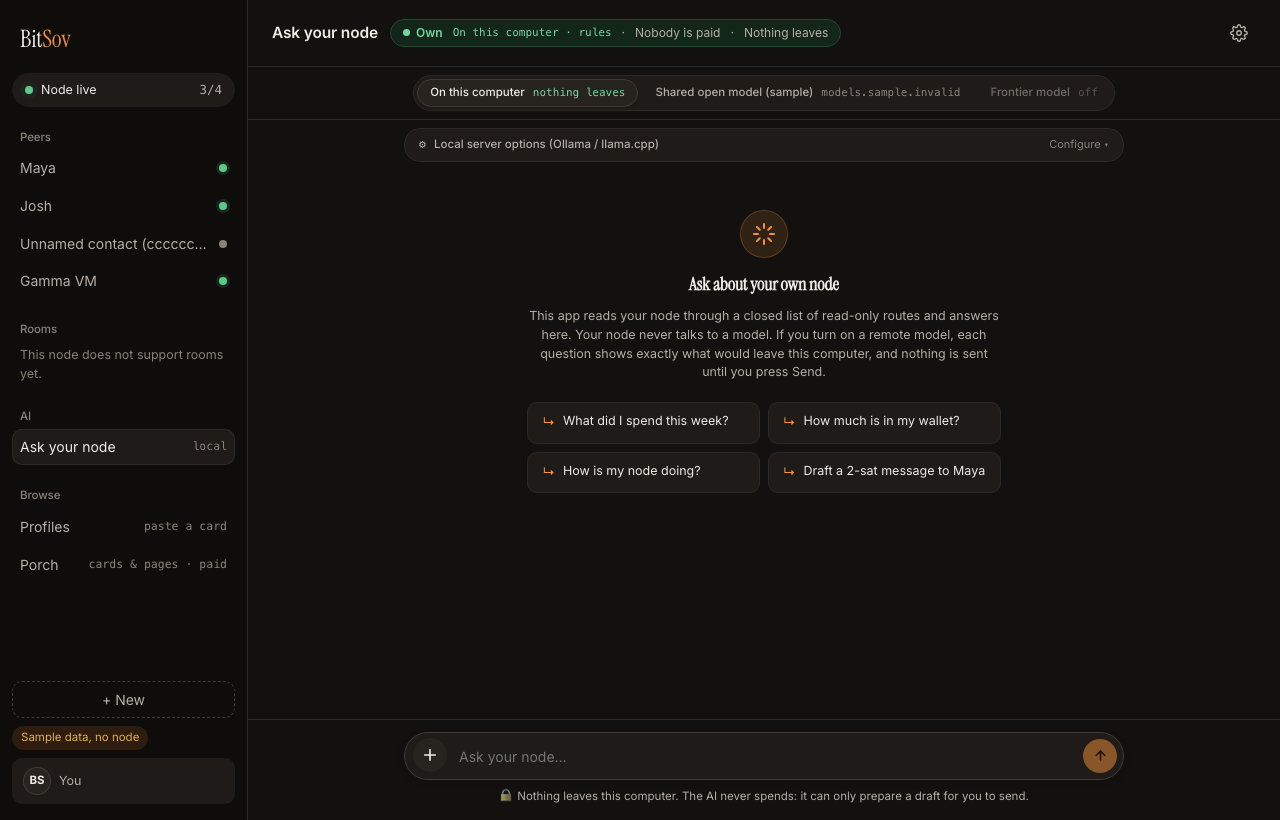 BitSov
Node live 3/4
Peers
Maya
Josh
Unnamed contact (cccccc...
Gamma VM
Rooms
This node does not support rooms
yet.
AI
Ask your node local
Browse
Profiles paste a card
Porch cards & pages · paid
+ New
Sample data, no node
BS You
Ask your node
Own On this computer · rules · Nobody is paid · Nothing leaves
On this computer nothing leaves
Shared open model (sample) models.sample.invalid
Frontier model off
Local server options (Ollama / llama.cpp)
Configure
Ask about your own node
This app reads your node through a closed list of read-only routes and answers
here. Your node never talks to a model. If you turn on a remote model, each
question shows exactly what would leave this computer, and nothing is sent
until you press Send.
What did I spend this week?
How much is in my wallet?
How is my node doing?
Draft a 2-sat message to Maya
Ask your node...
Nothing leaves this computer. The AI never spends: it can only prepare a draft for you to send.